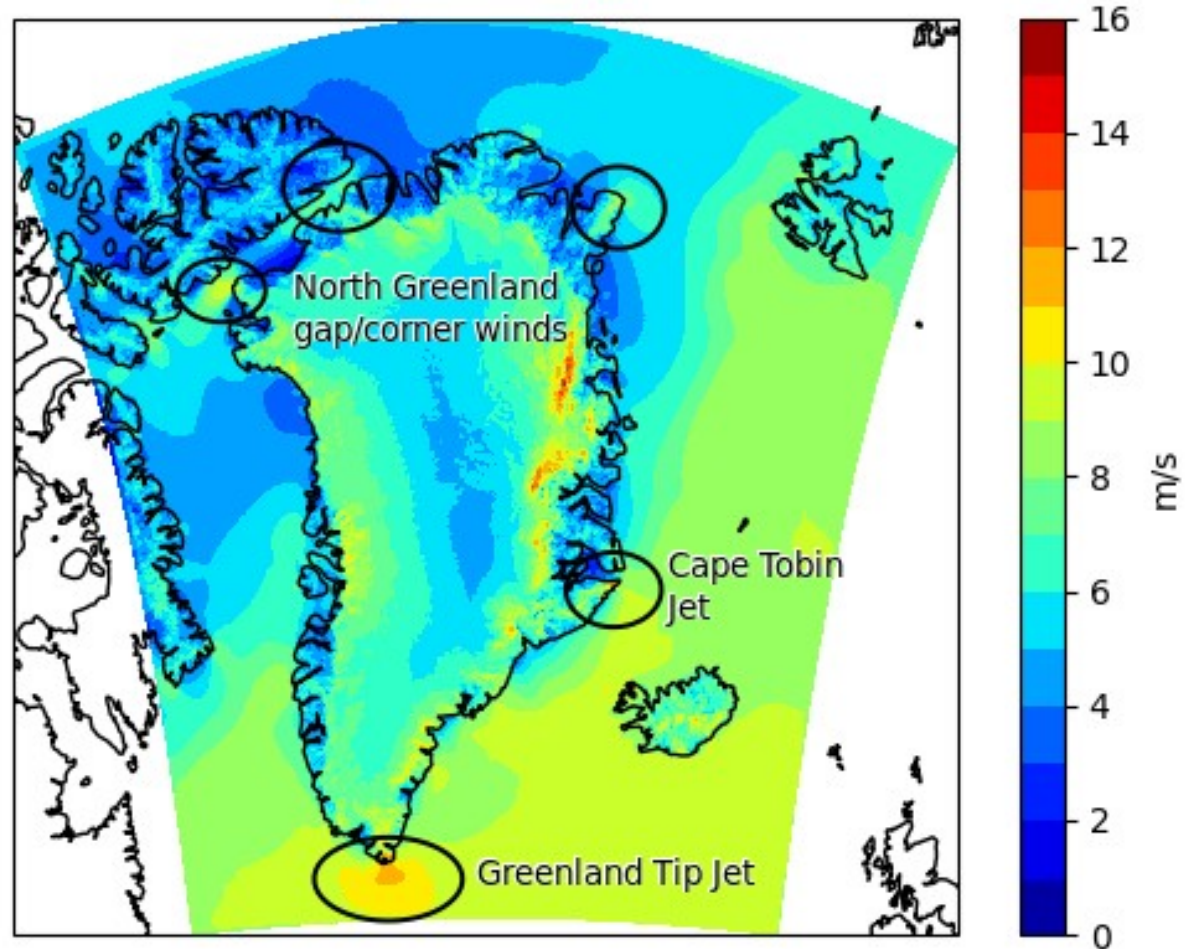 North Greenland
gap/corner winds
Cape Tobin
Jet
Greenland Tip Jet
16
14
12
10
8
6
4
2
0
m/s